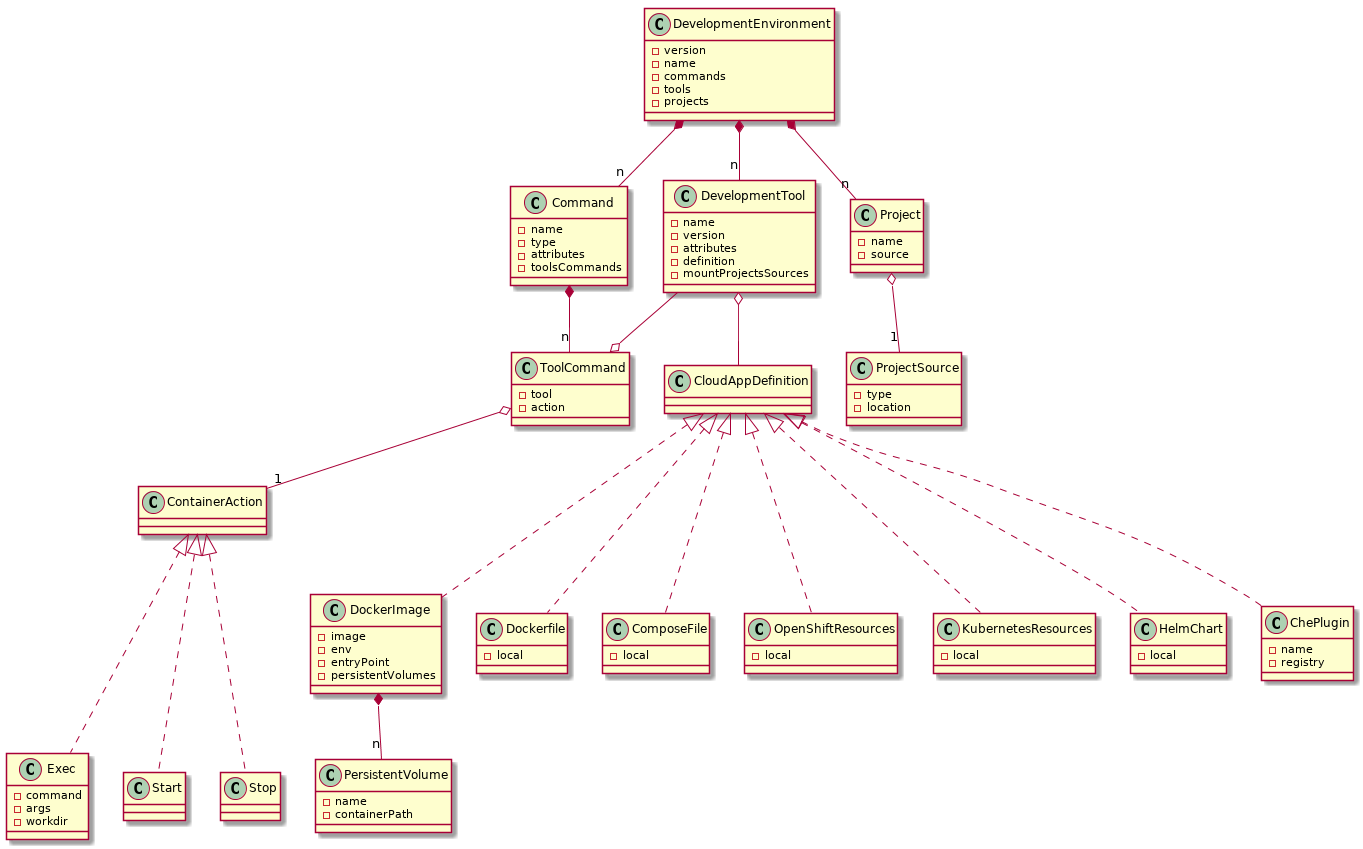 C DevelopmentEnvironment
version
name
commands
tools
projects
n
n
n
C Command
name
type
attributes
toolsCommands
C DevelopmentTool
name
version
attributes
definition
mountProjectsSources
C Project
name
source
n
1
C ToolCommand
tool
action
C CloudAppDefinition
C ProjectSource
type
location
1
C ContainerAction
C DockerImage
image
env
entryPoint
persistentVolumes
C Dockerfile
local
C ComposeFile
local
C OpenShiftResources
local
C KubernetesResources
local
C HelmChart
local
C ChePlugin
name
registry
n
C Exec
command
args
workdir
C Start
C Stop
C PersistentVolume
name
containerPath